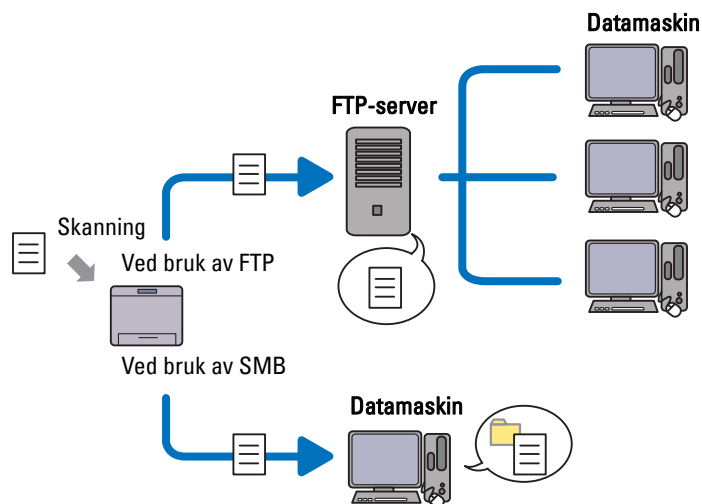 Datamaskin
FTP-server
Skanning
Ved bruk av FTP
Ved bruk av SMB
Datamaskin